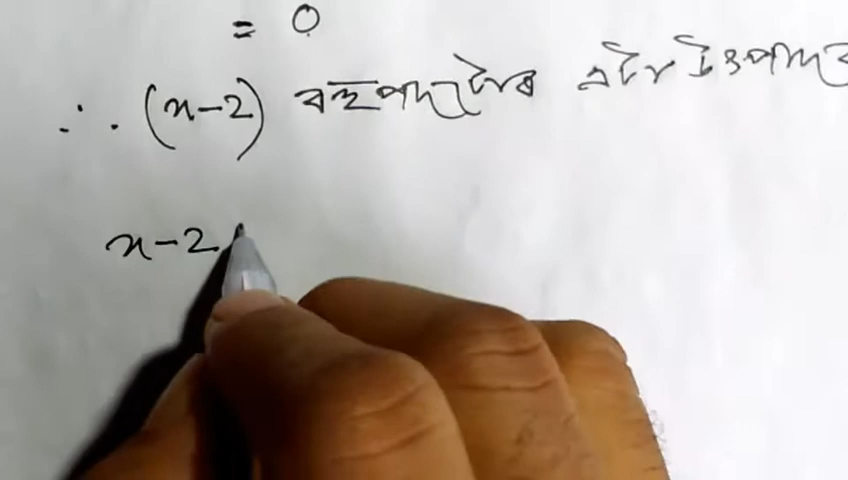 = 0
∴ (x-2) বহুপদটোৰ এটা উৎপাদক
x-2